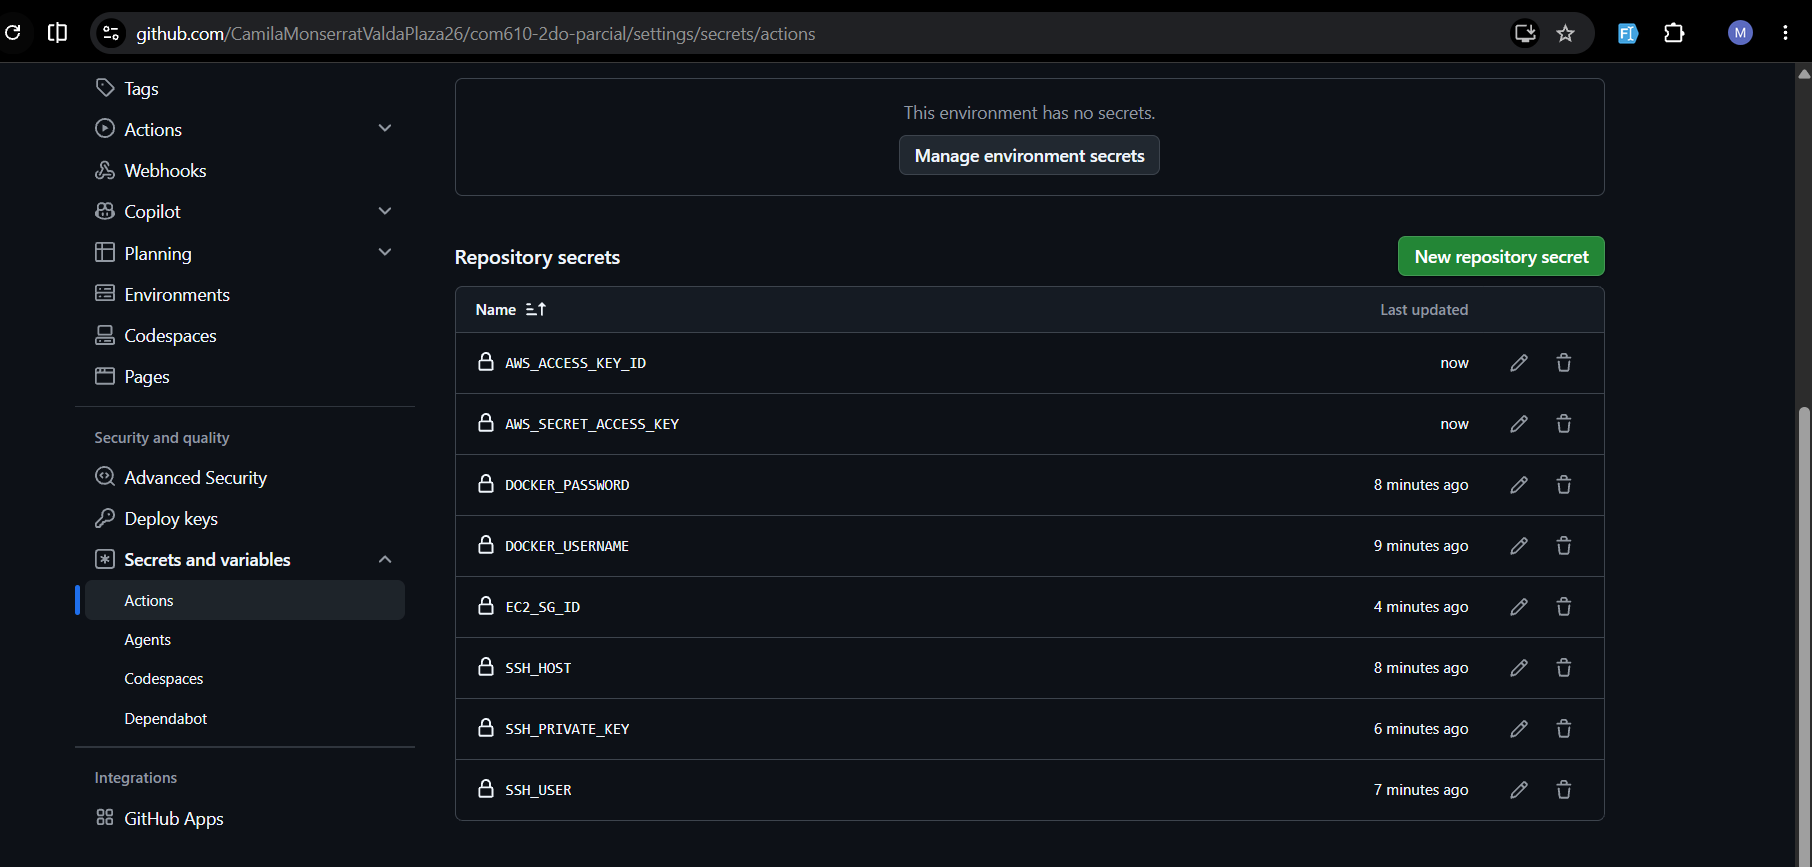 github.com/CamilaMonserratValdaPlaza26/com610-2do-parcial/settings/secrets/actions
M
Tags
Actions
Webhooks
Copilot
Planning
Environments
Codespaces
Pages
Security and quality
Advanced Security
Deploy keys
Secrets and variables
Actions
Agents
Codespaces
Dependabot
Integrations
GitHub Apps
This environment has no secrets.
Manage environment secrets
Repository secrets
New repository secret
Name Last updated
AWS_ACCESS_KEY_ID now
AWS_SECRET_ACCESS_KEY now
DOCKER_PASSWORD 8 minutes ago
DOCKER_USERNAME 9 minutes ago
EC2_SG_ID 4 minutes ago
SSH_HOST 8 minutes ago
SSH_PRIVATE_KEY 6 minutes ago
SSH_USER 7 minutes ago